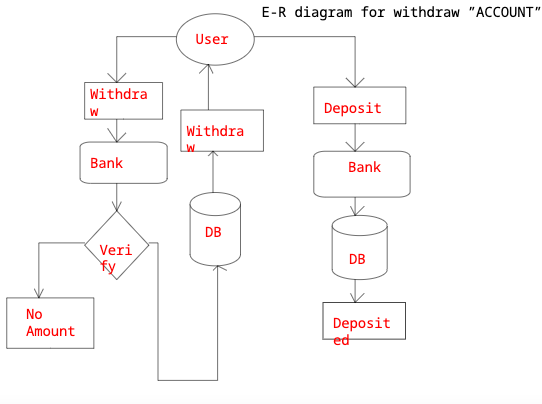 E-R diagram for withdraw ”ACCOUNT”
User
Withdra
w
Withdra
w
Deposit
Bank
Bank
DB
DB
Veri
fy
No
Amount
Deposit
ed